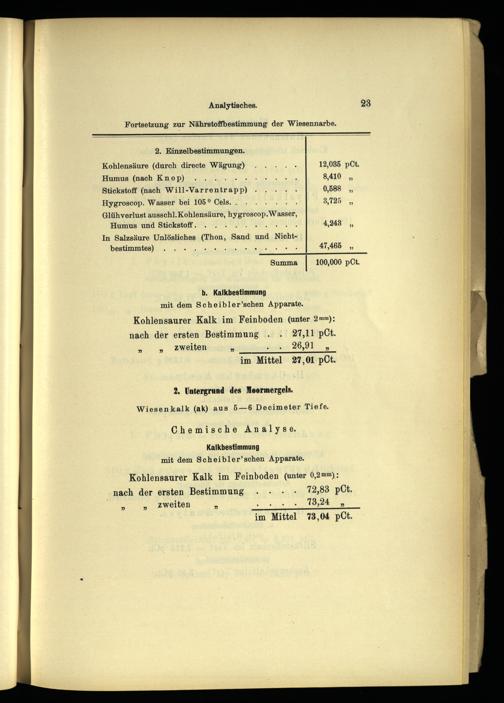 Analytisches. 23
Fortsetzung zur Nährstoffbestimmung der Wiesennarbe.
2. Einzelbestimmungen.
Kohlensäure (durch directe Wägung) . . . . . 12,035 pCt.
Humus (nach Knop) . . . . . . . . . . 8,410 „
Stickstoff (nach Will-Varrentrapp) . . . . . 0,588 „
Hygroscop. Wasser bei 105° Cels. . . . . . . 3,725 „
Glühverlust ausschl. Kohlensäure, hygroscop. Wasser,
Humus und Stickstoff . . . . . . . . . . 4,243 „
In Salzsäure Unlösliches (Thon, Sand und Nicht-
bestimmtes) . . . . . . . . . . . . . 47,465 „
Summa 100,000 pCt.
b. Kalkbestimmung
mit dem Scheibler'schen Apparate.
Kohlensaurer Kalk im Feinboden (unter 2mm):
nach der ersten Bestimmung . . 27,11 pCt.
„ „ zweiten „ . . 26,91 „
im Mittel 27,01 pCt.
2. Untergrund des Moormergels.
Wiesenkalk (ak) aus 5—6 Decimeter Tiefe.
Chemische Analyse.
Kalkbestimmung
mit dem Scheibler'schen Apparate.
Kohlensaurer Kalk im Feinboden (unter 0,2mm):
nach der ersten Bestimmung . . . . 72,83 pCt.
„ „ zweiten „ . . . . 73,24 „
im Mittel 73,04 pCt.